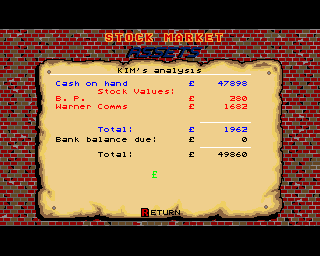 STOCK MARKET
ASSETS
KIM's analysis
Cash on hand £ 47898
Stock Values:
B. P. £ 280
Warner Comms £ 1682
Total: £ 1962
Bank balance due: £ 0
Total: £ 49860
£
RETURN